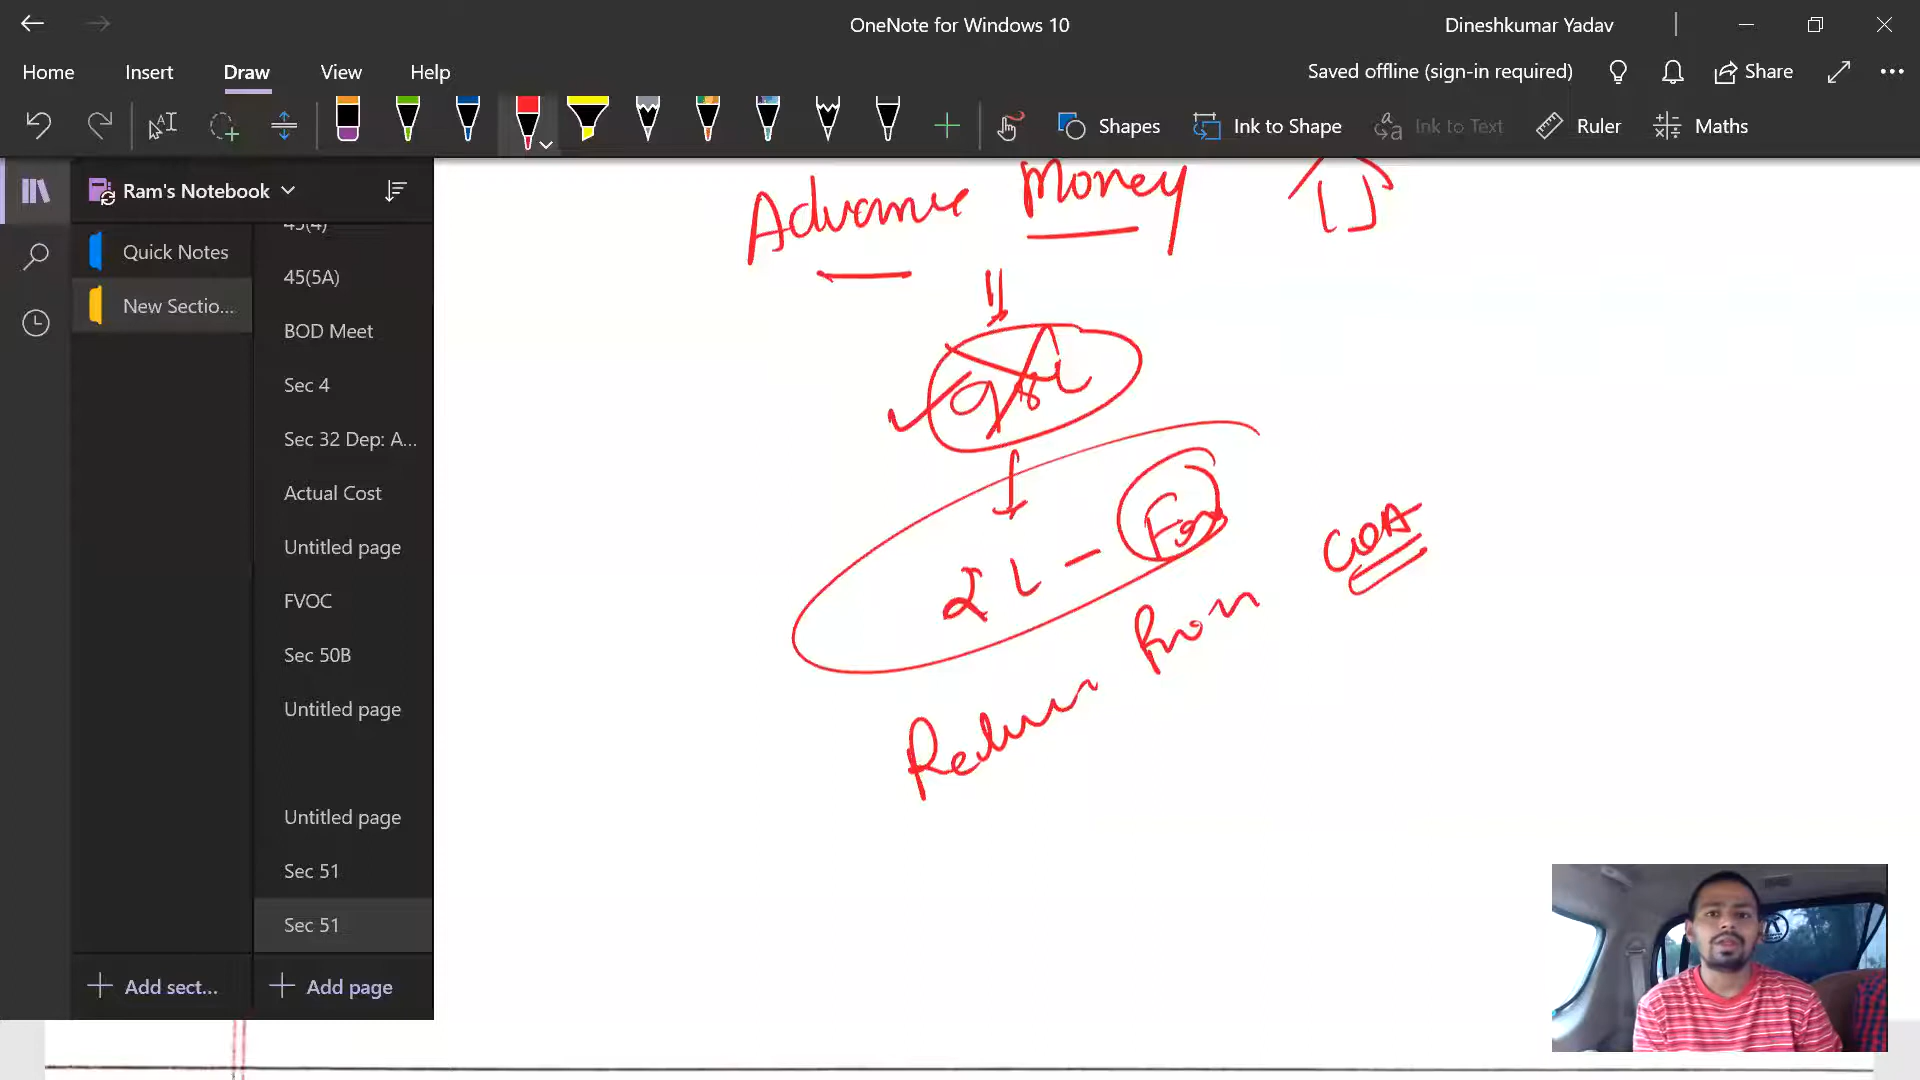 OneNote for Windows 10
Dineshkumar Yadav
Home Insert Draw View Help
Saved offline (sign-in required)
Share
Shapes
Ink to Shape
Ink to Text
Ruler
Maths
Ram's Notebook
Quick Notes
New Sectio...
45(4)
45(5A)
BOD Meet
Sec 4
Sec 32 Dep: A...
Actual Cost
Untitled page
FVOC
Sec 50B
Untitled page
Untitled page
Sec 51
Sec 51
Add sect...
Add page
Advance Money
2L -
COA
Reduce from